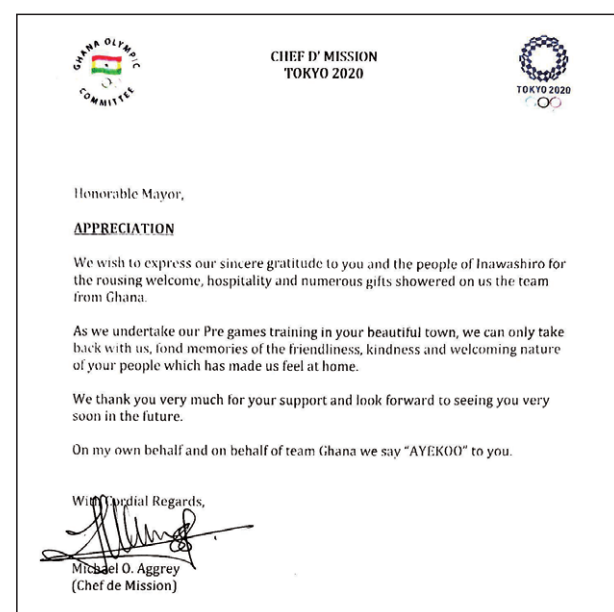 GHANA OLYMPIC
COMMITTEE
CHEF D' MISSION
TOKYO 2020
TOKYO 2020
Honorable Mayor,
APPRECIATION
We wish to express our sincere gratitude to you and the people of Inawashiro for
the rousing welcome, hospitality and numerous gifts showered on us the team
from Ghana.
As we undertake our Pre games training in your beautiful town, we can only take
back with us, fond memories of the friendliness, kindness and welcoming nature
of your people which has made us feel at home.
We thank you very much for your support and look forward to seeing you very
soon in the future.
On my own behalf and on behalf of team Ghana we say "AYEKOO" to you.
With Cordial Regards,
Michael O. Aggrey
(Chef de Mission)